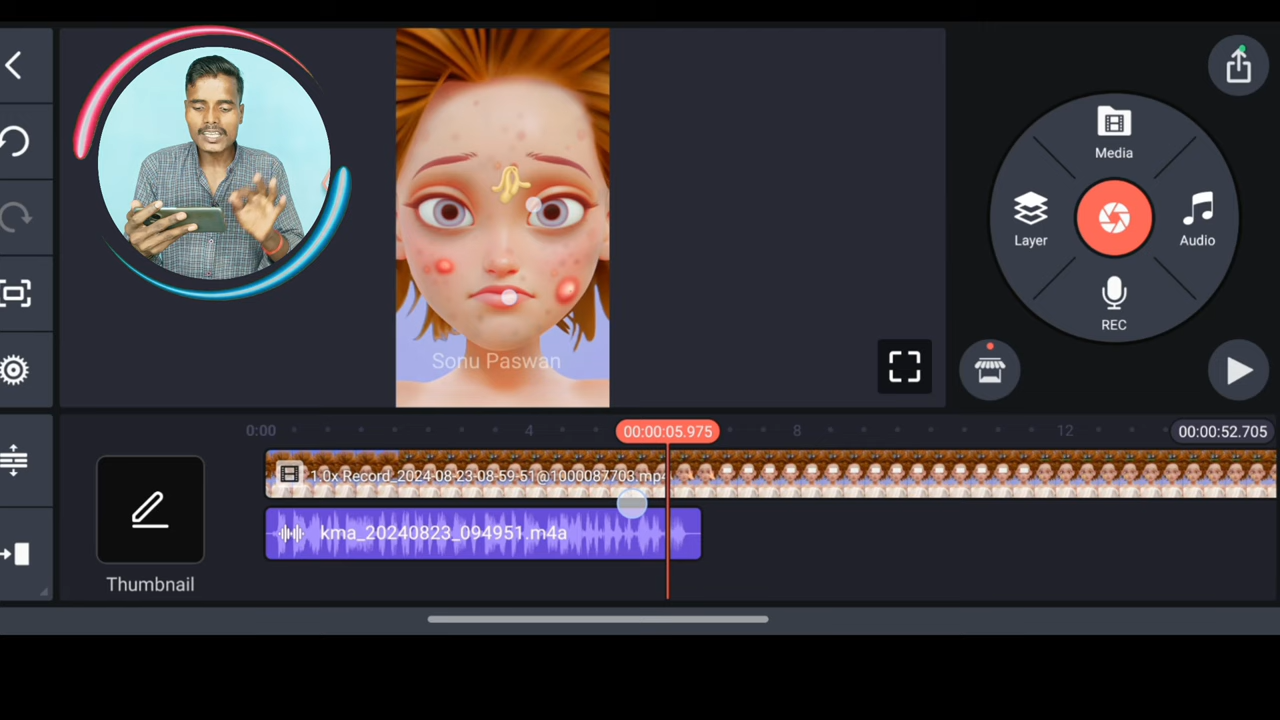 Media
Layer
Audio
REC
Sonu Paswan
0:00
4
00:00:05.975
8
12
00:00:52.705
1.0x Record_2024-08-23-08-59-51@1000087703.mp4
kma_20240823_094951.m4a
Thumbnail